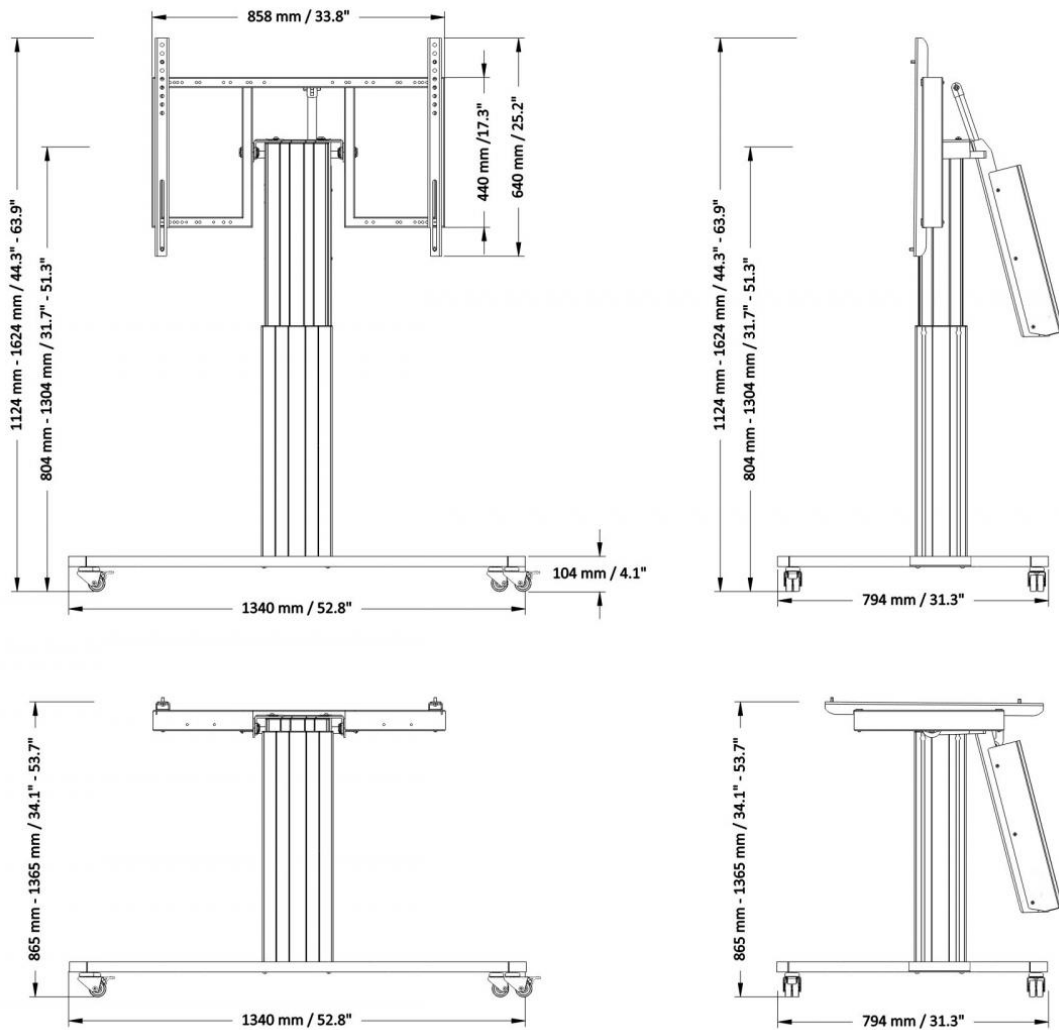 858 mm / 33.8"
1124 mm - 1624 mm / 44.3" - 63.9"
804 mm - 1304 mm / 31.7" - 51.3"
440 mm /17.3"
640 mm / 25.2"
104 mm / 4.1"
1340 mm / 52.8"
1124 mm - 1624 mm / 44.3" - 63.9"
804 mm - 1304 mm / 31.7" - 51.3"
794 mm / 31.3"
865 mm - 1365 mm / 34.1" - 53.7"
1340 mm / 52.8"
865 mm - 1365 mm / 34.1" - 53.7"
794 mm / 31.3"